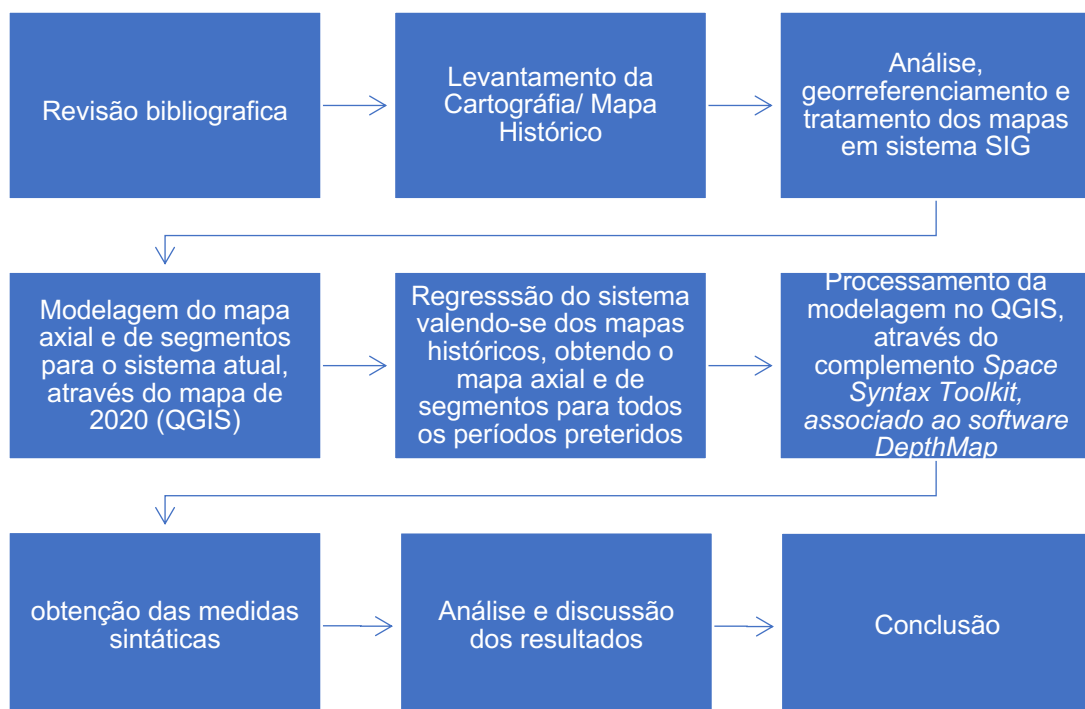 Revisão bibliografica
Levantamento da
Cartográfia/ Mapa
Histórico
Análise,
georreferenciamento e
tratamento dos mapas
em sistema SIG
Modelagem do mapa
axial e de segmentos
para o sistema atual,
através do mapa de
2020 (QGIS)
Regresssão do sistema
valendo-se dos mapas
históricos, obtendo o
mapa axial e de
segmentos para todos
os períodos preteridos
Processamento da
modelagem no QGIS,
através do
complemento Space
Syntax Toolkit,
associado ao software
DepthMap
obtenção das medidas
sintáticas
Análise e discussão
dos resultados
Conclusão